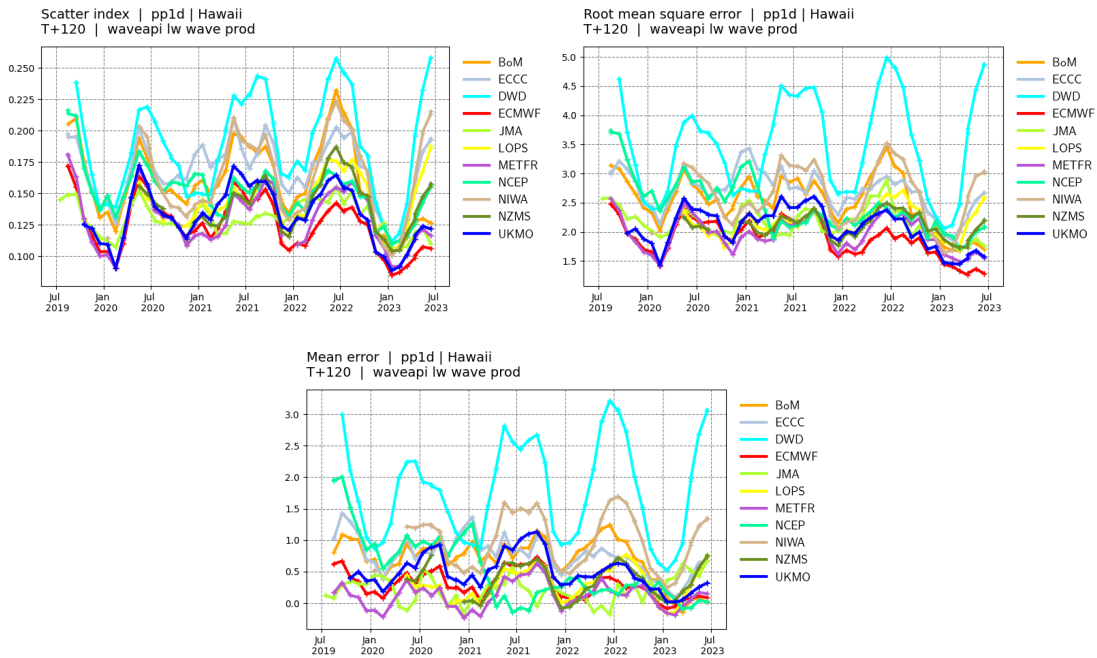 Scatter index | pp1d | Hawaii
T+120 | waveapi lw wave prod
0.250
0.225
0.200
0.175
0.150
0.125
0.100
Jul 2019
Jan 2020
Jul 2020
Jan 2021
Jul 2021
Jan 2022
Jul 2022
Jan 2023
Jul 2023
BoM
ECCC
DWD
ECMWF
JMA
LOPS
METFR
NCEP
NIWA
NZMS
UKMO
Root mean square error | pp1d | Hawaii
T+120 | waveapi lw wave prod
5.0
4.5
4.0
3.5
3.0
2.5
2.0
1.5
Jul 2019
Jan 2020
Jul 2020
Jan 2021
Jul 2021
Jan 2022
Jul 2022
Jan 2023
Jul 2023
BoM
ECCC
DWD
ECMWF
JMA
LOPS
METFR
NCEP
NIWA
NZMS
UKMO
Mean error | pp1d | Hawaii
T+120 | waveapi lw wave prod
3.0
2.5
2.0
1.5
1.0
0.5
0.0
Jul 2019
Jan 2020
Jul 2020
Jan 2021
Jul 2021
Jan 2022
Jul 2022
Jan 2023
Jul 2023
BoM
ECCC
DWD
ECMWF
JMA
LOPS
METFR
NCEP
NIWA
NZMS
UKMO